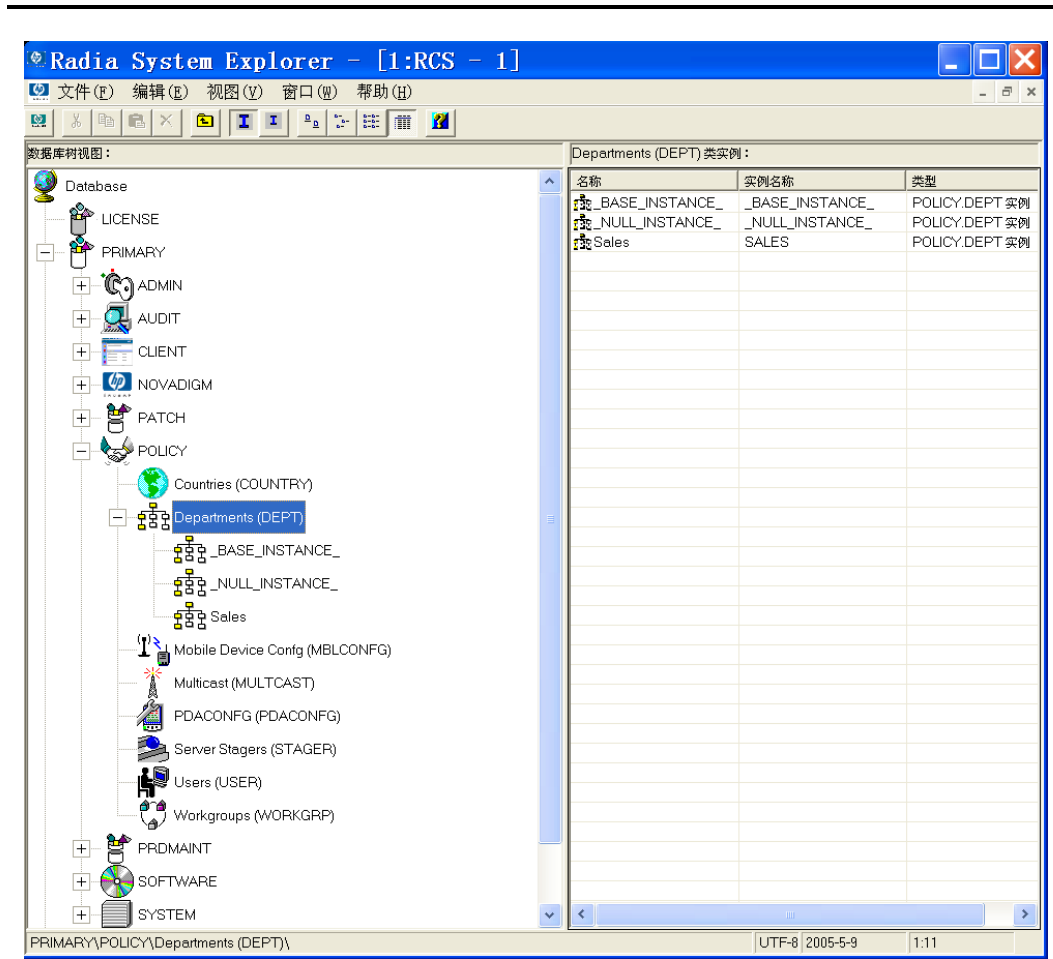 Radia System Explorer - [1:RCS - 1]
文件(F) 编辑(E) 视图(V) 窗口(W) 帮助(H)
数据库树视图：
Database
LICENSE
PRIMARY
ADMIN
AUDIT
CLIENT
NOVADIGM
PATCH
POLICY
Countries (COUNTRY)
Departments (DEPT)
_BASE_INSTANCE_
_NULL_INSTANCE_
Sales
Mobile Device Confg (MBLCONFG)
Multicast (MULTCAST)
PDACONFG (PDACONFG)
Server Stagers (STAGER)
Users (USER)
Workgroups (WORKGRP)
PRDMAINT
SOFTWARE
SYSTEM
Departments (DEPT) 类实例：
名称 实例名称 类型
_BASE_INSTANCE_ _BASE_INSTANCE_ POLICY.DEPT 实例
_NULL_INSTANCE_ _NULL_INSTANCE_ POLICY.DEPT 实例
Sales SALES POLICY.DEPT 实例
PRIMARY\POLICY\Departments (DEPT)\ UTF-8 2005-5-9 1:11